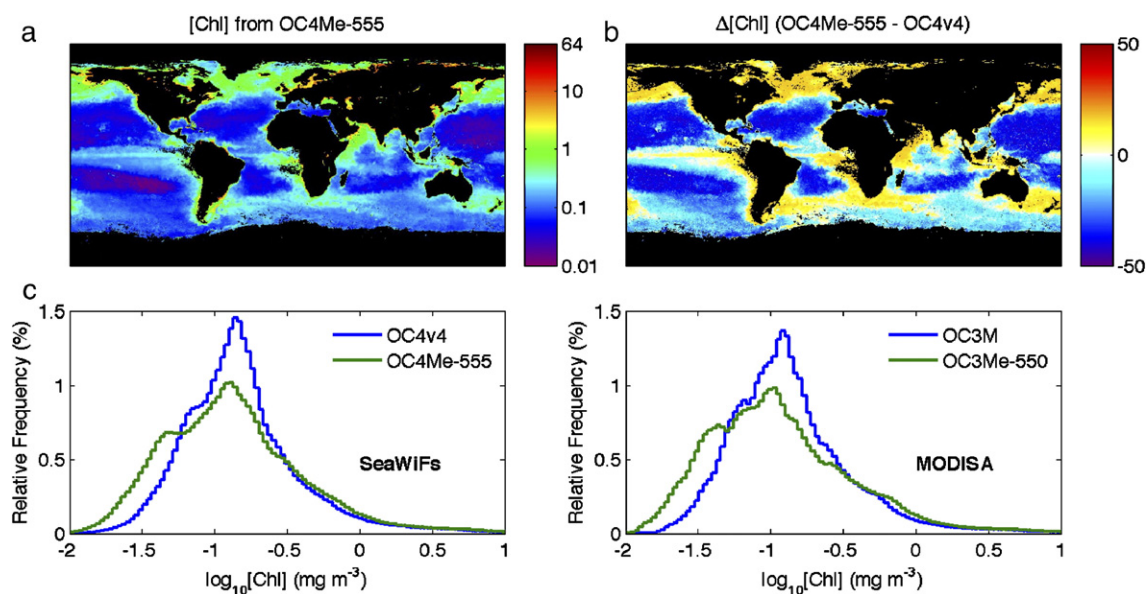 a
[Chl] from OC4Me-555
64
10
1
0.1
0.01
b
Δ[Chl] (OC4Me-555 - OC4v4)
50
0
-50
c
1.5
1
0.5
0
Relative Frequency (%)
OC4v4
OC4Me-555
SeaWiFs
-2 -1.5 -1 -0.5 0 0.5 1
log10[Chl] (mg m-3)
1.5
1
0.5
0
Relative Frequency (%)
OC3M
OC3Me-550
MODISA
-2 -1.5 -1 -0.5 0 0.5 1
log10[Chl] (mg m-3)